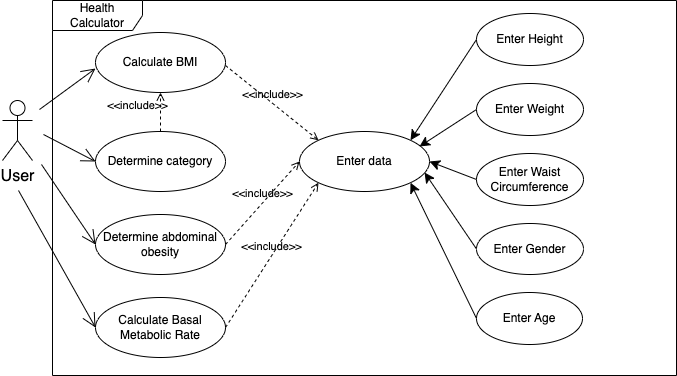 Health
Calculator
Calculate BMI
<<include>>
<<include>>
Determine category
User
Determine abdominal
obesity
<<include>>
<<include>>
Calculate Basal
Metabolic Rate
Enter data
Enter Height
Enter Weight
Enter Waist
Circumference
Enter Gender
Enter Age